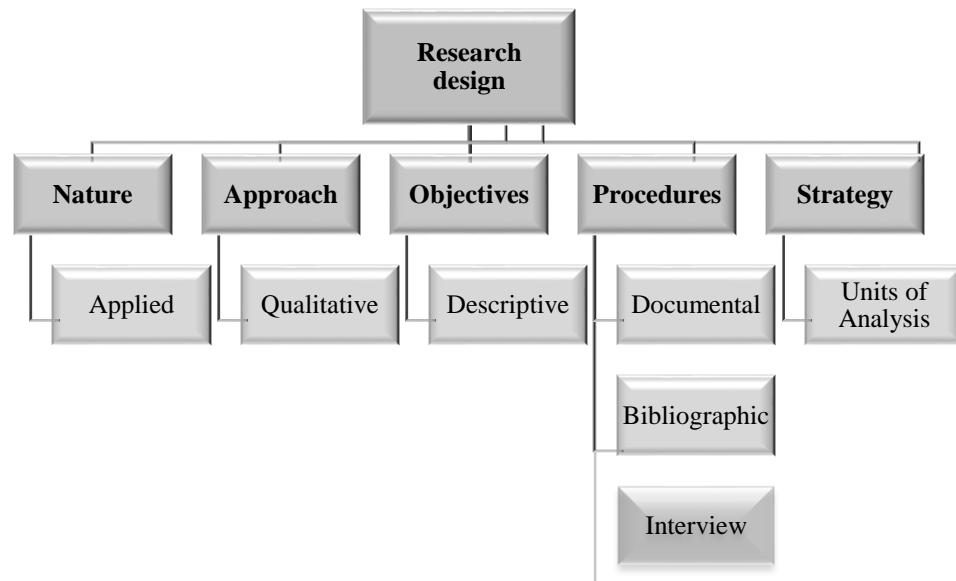 Research
design
Nature
Approach
Objectives
Procedures
Strategy
Applied
Qualitative
Descriptive
Documental
Units of
Analysis
Bibliographic
Interview